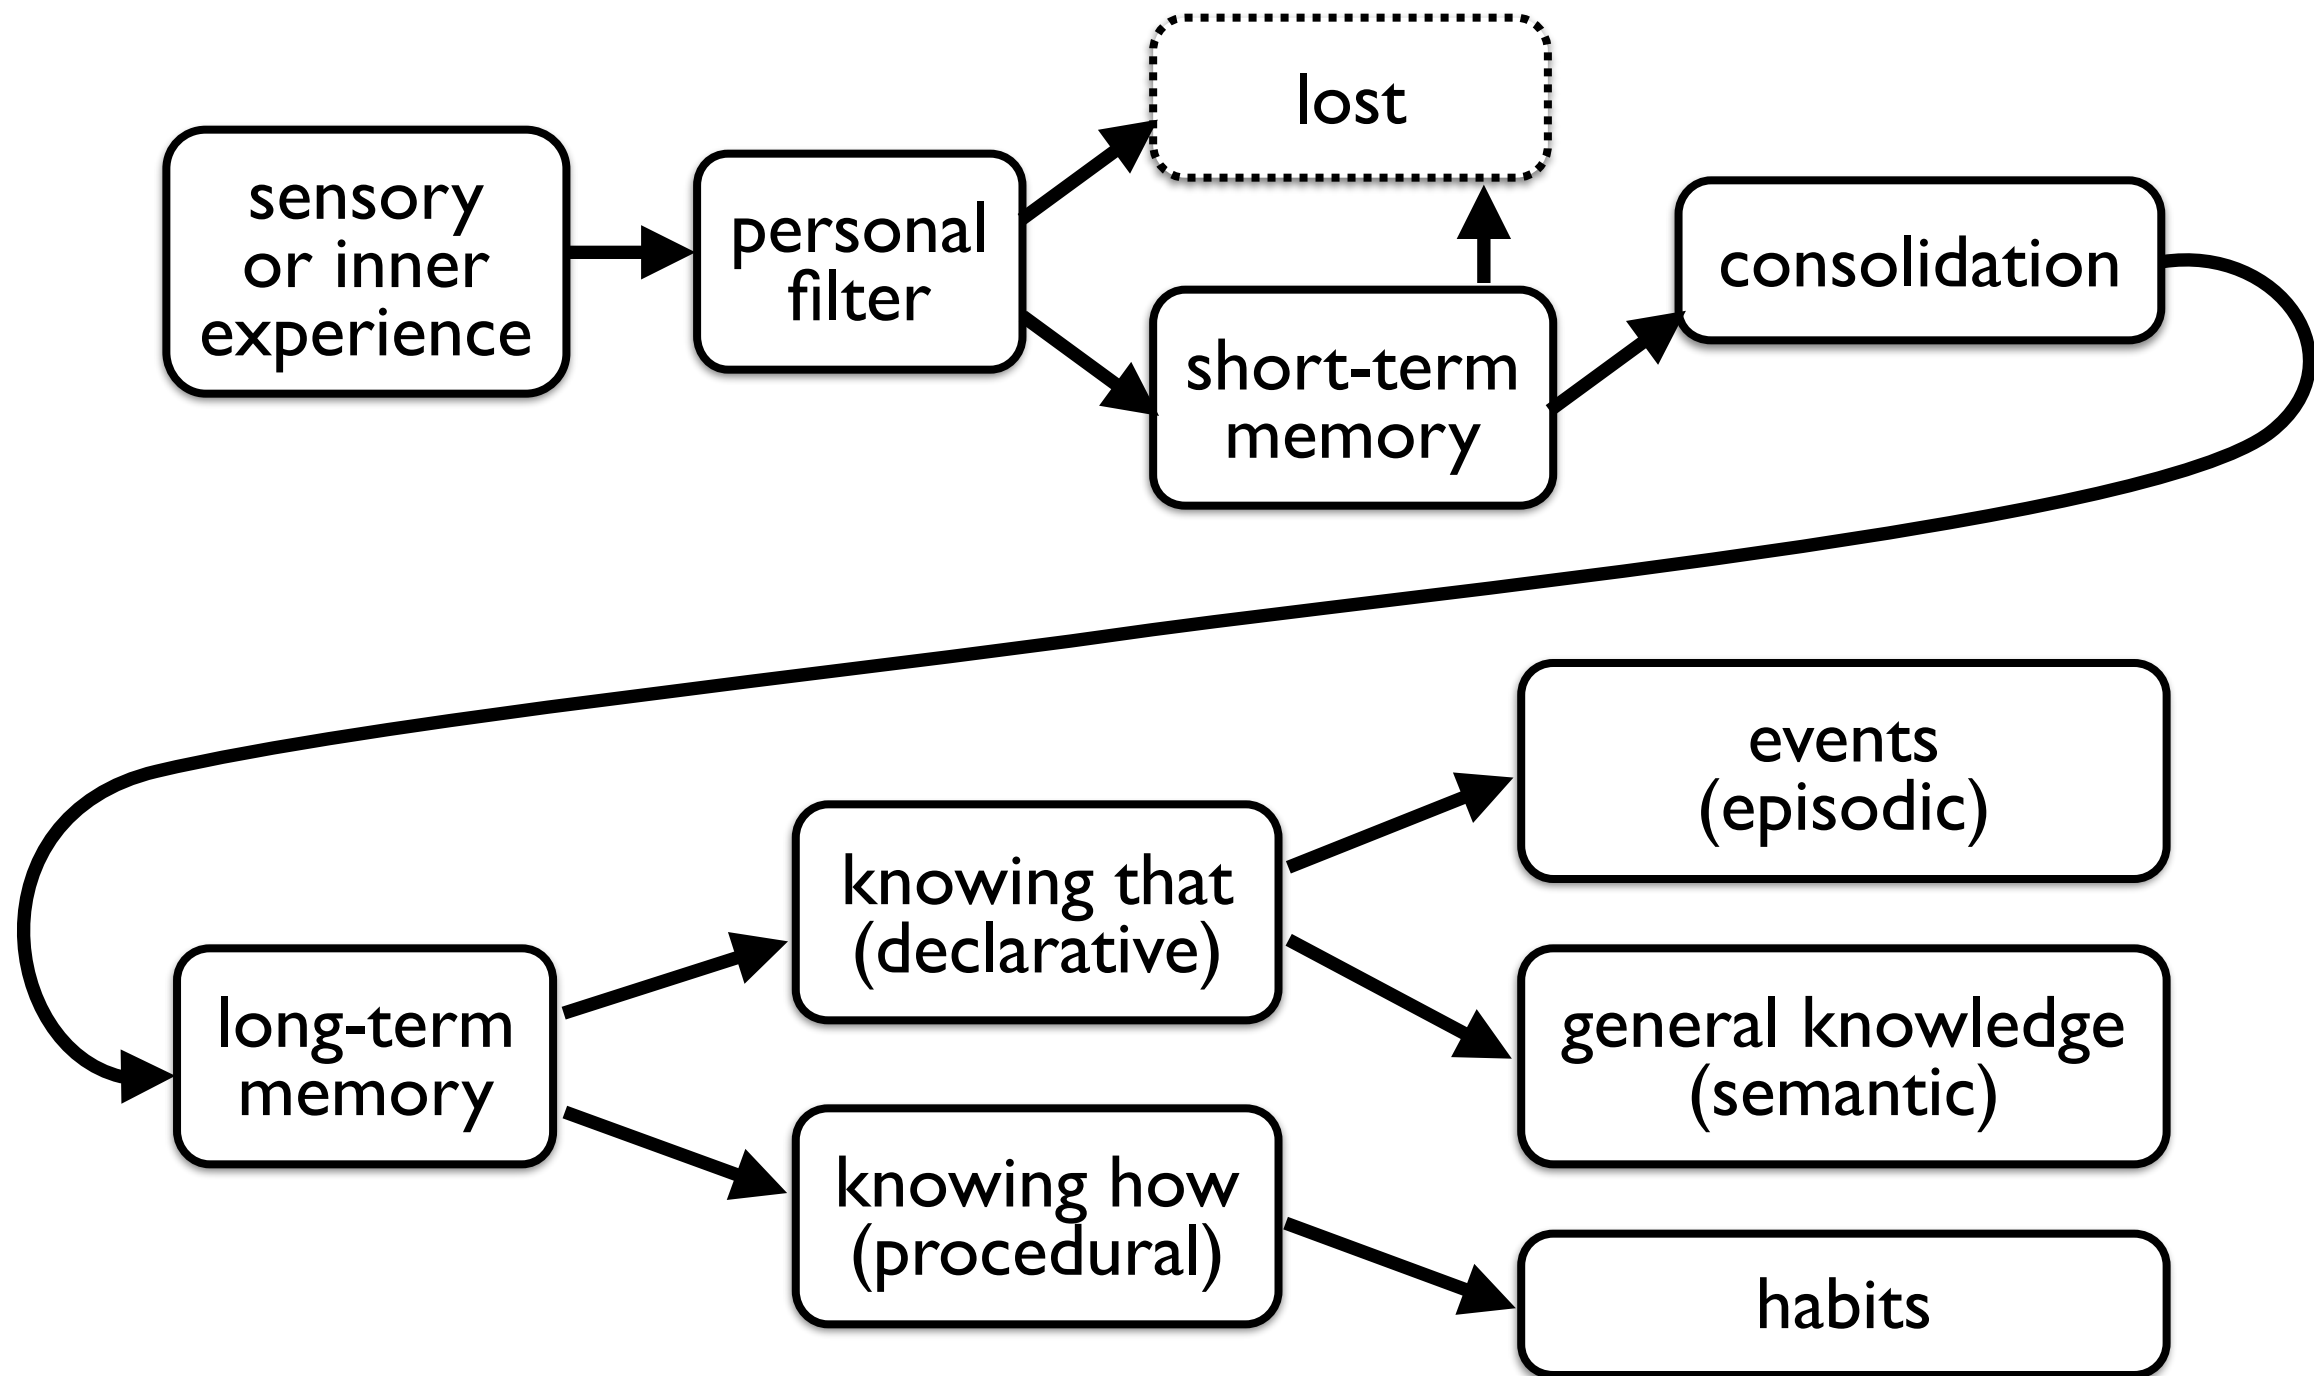 sensory
or inner
experience
personal
filter
lost
short-term
memory
consolidation
long-term
memory
knowing that
(declarative)
knowing how
(procedural)
events
(episodic)
general knowledge
(semantic)
habits